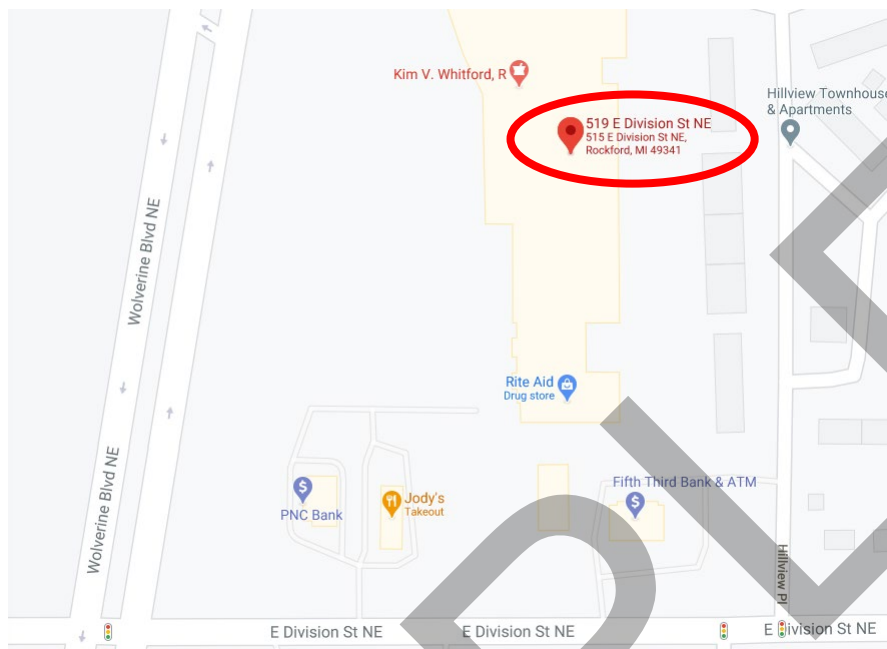 Kim V. Whitford, R
519 E Division St NE
515 E Division St NE,
Rockford, MI 49341
Hillview Townhouse
& Apartments
Wolverine Blvd NE
Rite Aid
Drug store
Wolverine Blvd NE
PNC Bank
Jody's
Takeout
Fifth Third Bank & ATM
Hillview Pl
E Division St NE
E Division St NE
E Division St NE